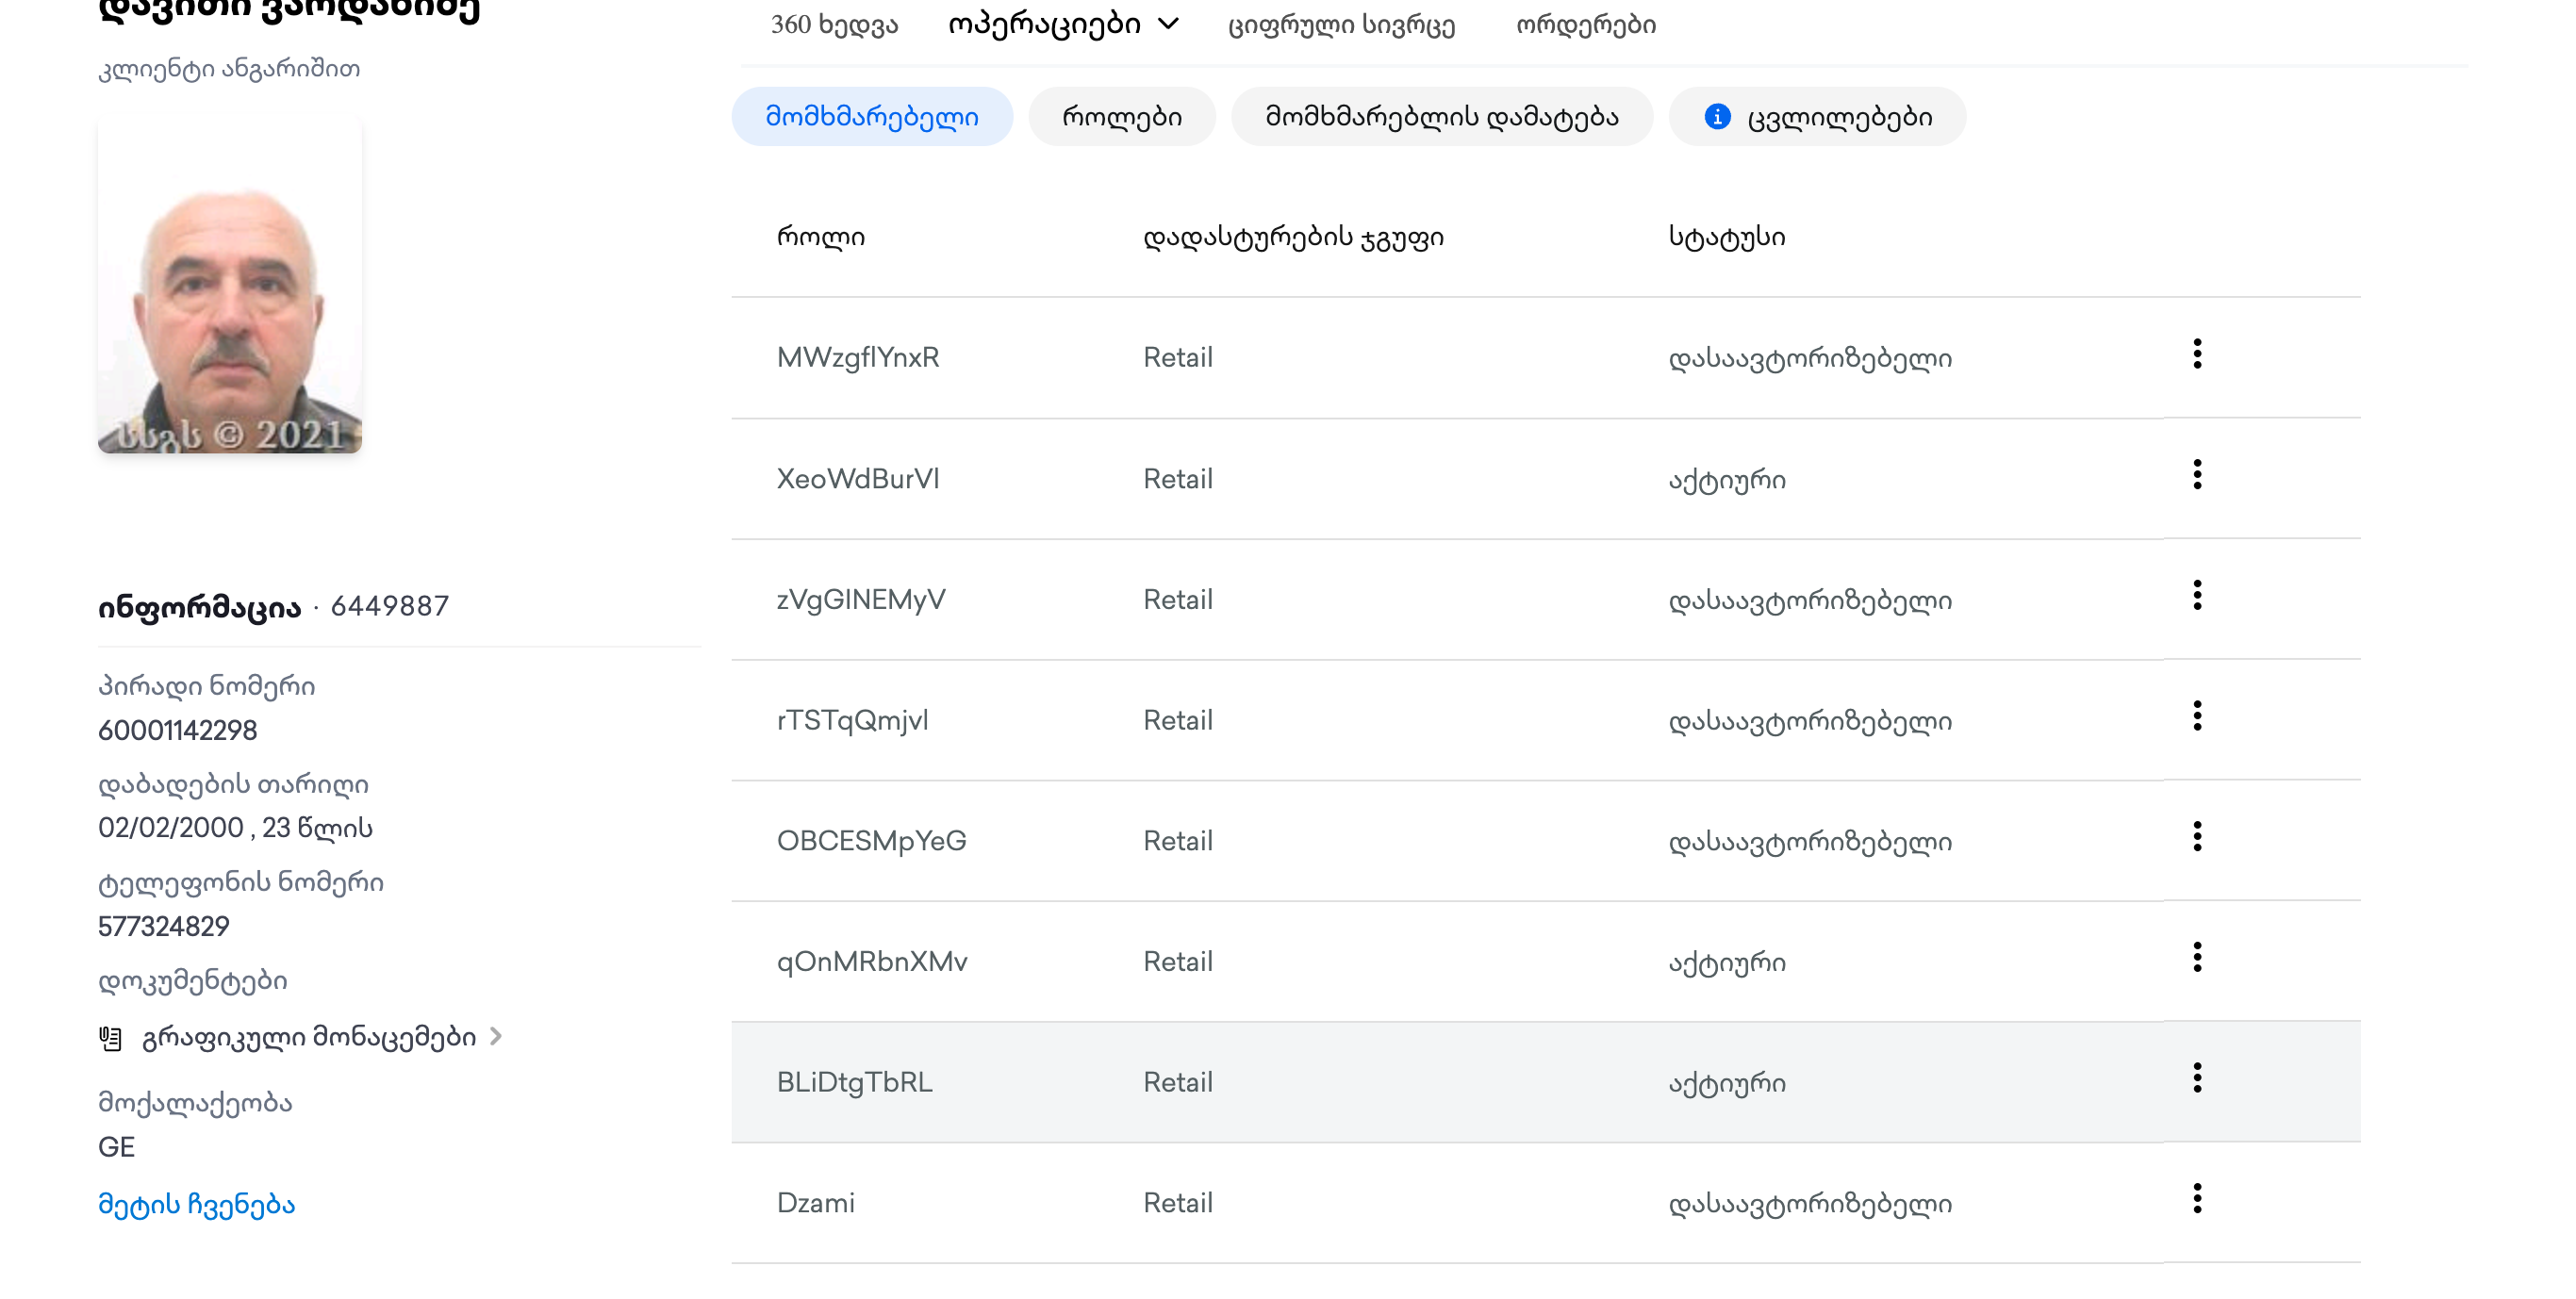 დავითი ვარდანიძე
კლიენტი ანგარიშით
სსგს © 2021
ინფორმაცია · 6449887
პირადი ნომერი
60001142298
დაბადების თარიღი
02/02/2000 , 23 წლის
ტელეფონის ნომერი
577324829
დოკუმენტები
გრაფიკული მონაცემები
მოქალაქეობა
GE
მეტის ჩვენება
360 ხედვა ოპერაციები ციფრული სივრცე ორდერები
მომხმარებელი როლები მომხმარებლის დამატება ცვლილებები
როლი დადასტურების ჯგუფი სტატუსი
MWzgflYnxR Retail დასაავტორიზებელი
XeoWdBurVl Retail აქტიური
zVgGlNEMyV Retail დასაავტორიზებელი
rTSTqQmjvl Retail დასაავტორიზებელი
OBCESMpYeG Retail დასაავტორიზებელი
qOnMRbnXMv Retail აქტიური
BLiDtgTbRL Retail აქტიური
Dzami Retail დასაავტორიზებელი